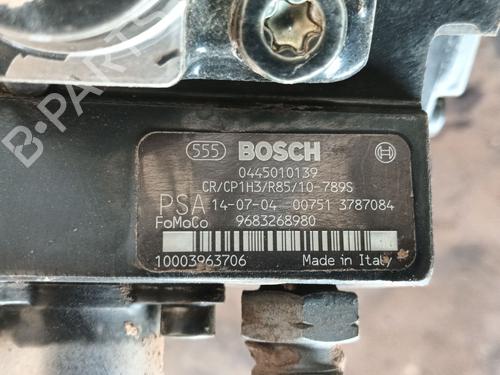 555 BOSCH
0445010139
CR/CP1H3/R85/10-789S
PSA 14-07-04 00751 3787084
FoMoCo 9683268980
10003963706 Made in Italy
B-PARTS